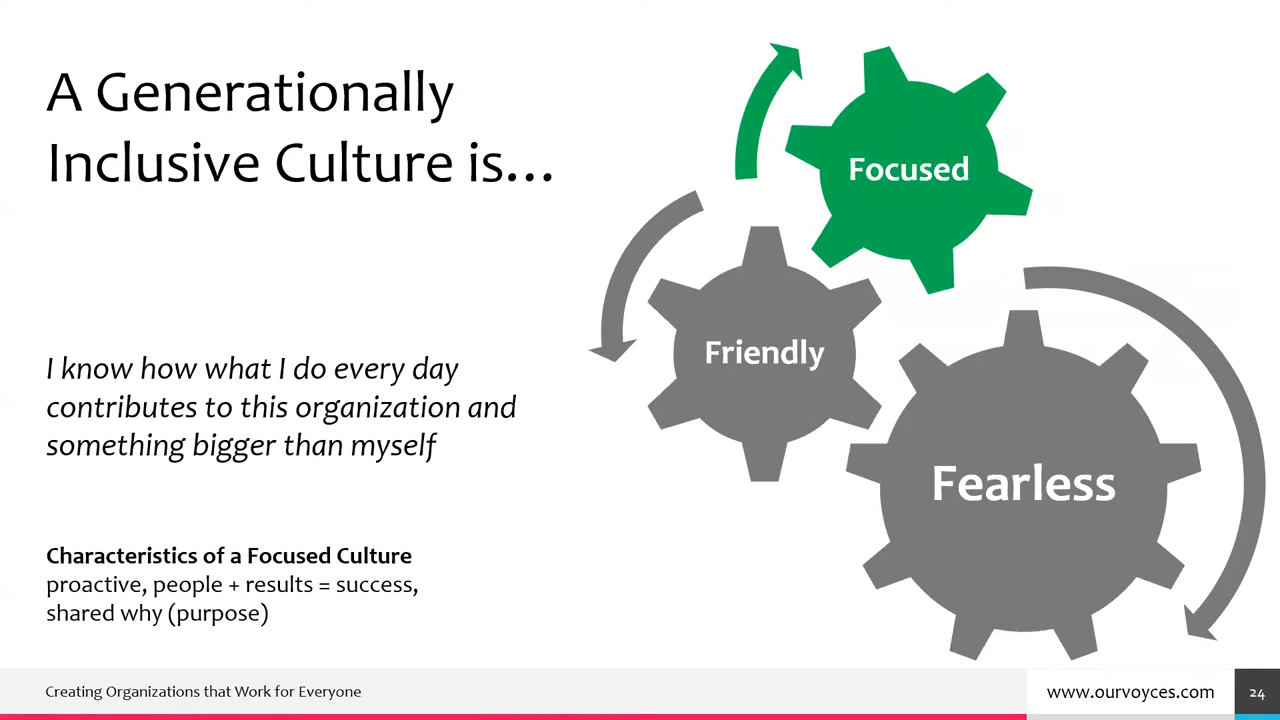 A Generationally
Inclusive Culture is…
I know how what I do every day
contributes to this organization and
something bigger than myself
Characteristics of a Focused Culture
proactive, people + results = success,
shared why (purpose)
Focused
Friendly
Fearless
Creating Organizations that Work for Everyone
www.ourvoyces.com
24